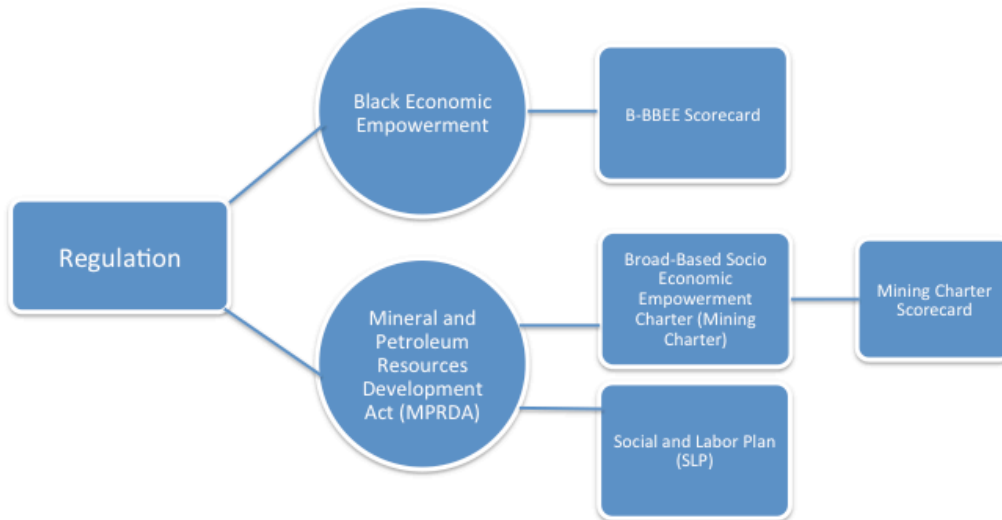 Regulation
Black Economic
Empowerment
B-BBEE Scorecard
Mineral and
Petroleum
Resources
Development
Act (MPRDA)
Broad-Based Socio
Economic
Empowerment
Charter (Mining
Charter)
Mining Charter
Scorecard
Social and Labor Plan
(SLP)